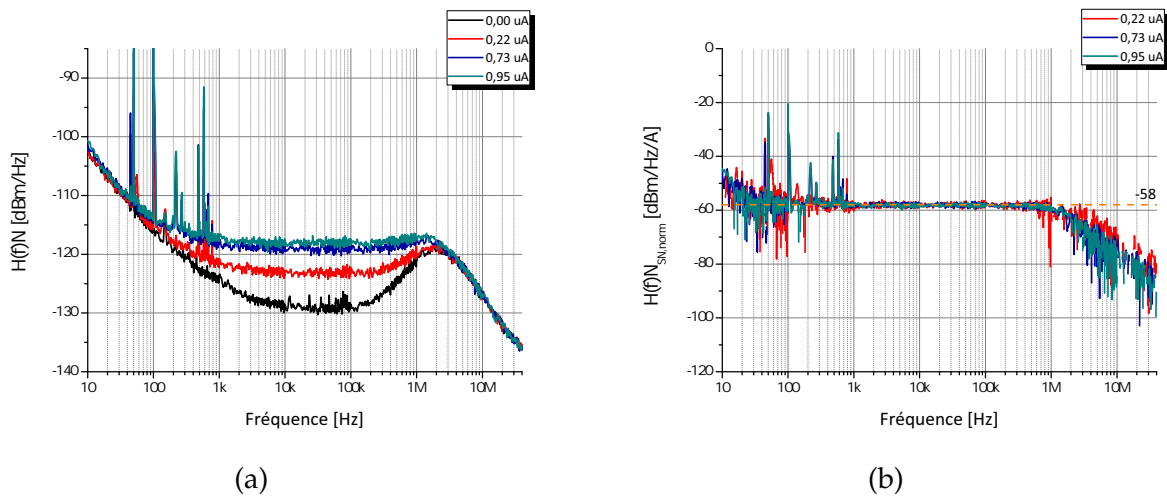 0,00 uA
0,22 uA
0,73 uA
0,95 uA
-90
-100
-110
-120
-130
-140
H(f)N [dBm/Hz]
10 100 1k 10k 100k 1M 10M
Fréquence [Hz]
(a)
0,22 uA
0,73 uA
0,95 uA
0
-20
-40
-60
-80
-100
-120
H(f)N SN,norm [dBm/Hz/A]
-58
10 100 1k 10k 100k 1M 10M
Fréquence [Hz]
(b)